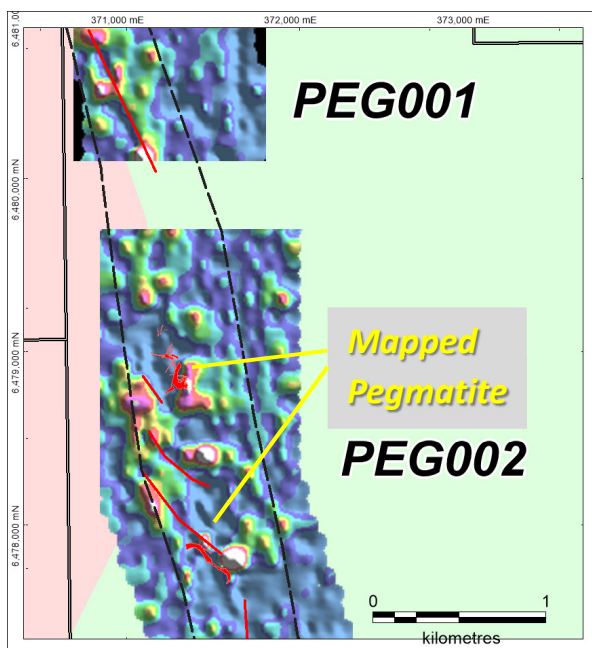 371,000 mE
372,000 mE
373,000 mE
6,481,000 mN
PEG001
6,480,000 mN
6,479,000 mN
Mapped
Pegmatite
PEG002
6,478,000 mN
0
1
kilometres